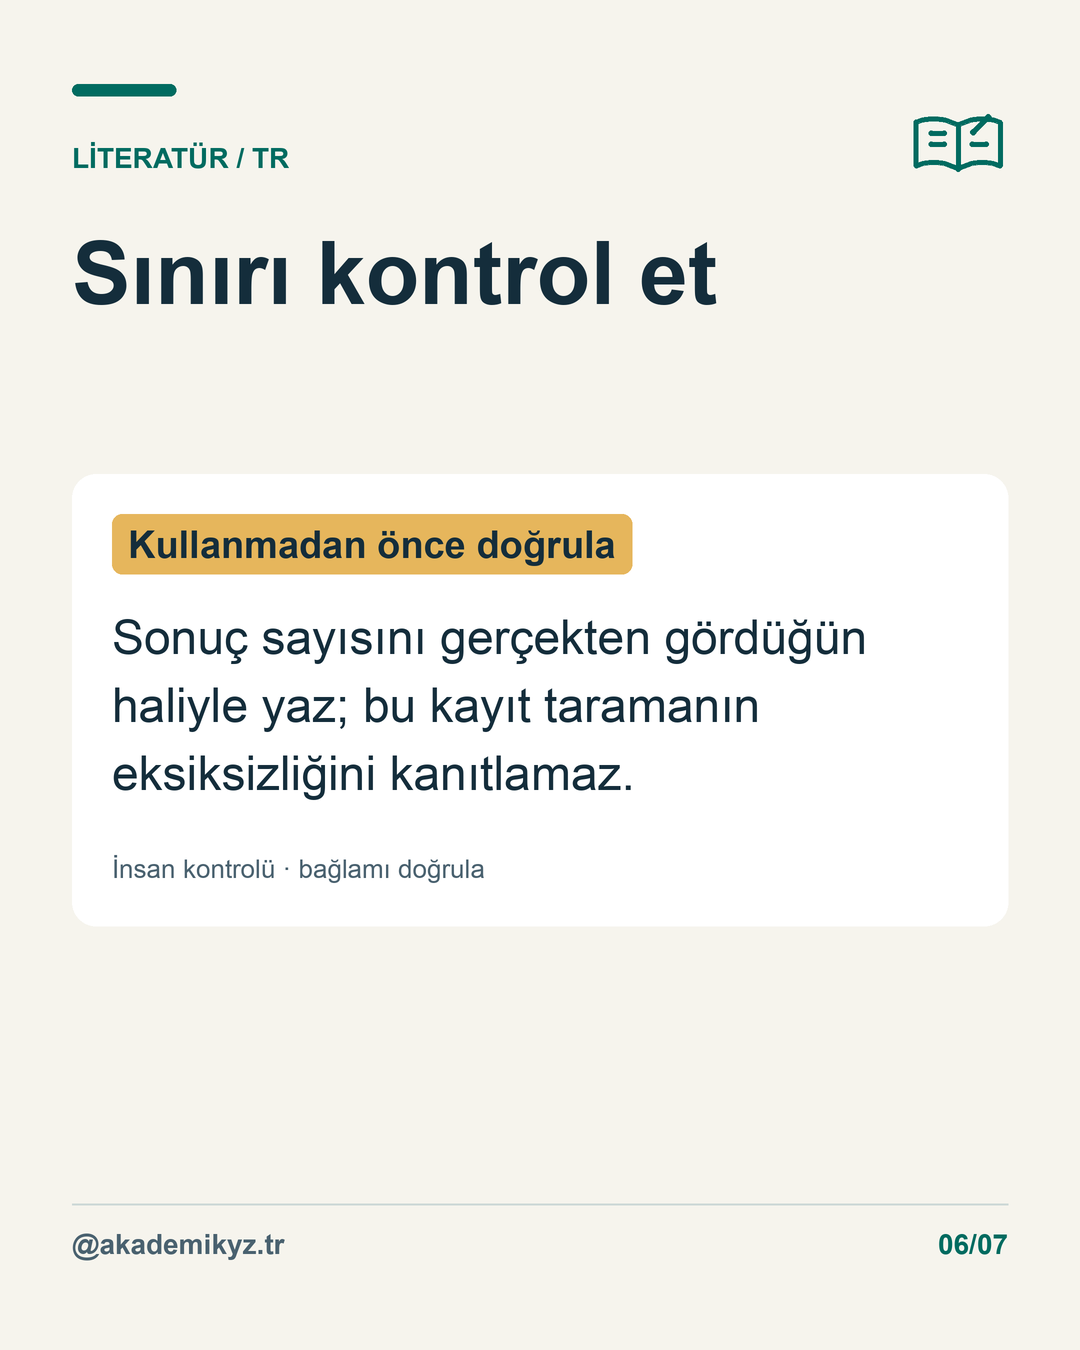 LİTERATÜR / TR
Sınırı kontrol et
Kullanmadan önce doğrula
Sonuç sayısını gerçekten gördüğün
haliyle yaz; bu kayıt taramanın
eksiksizliğini kanıtlamaz.
İnsan kontrolü · bağlamı doğrula
@akademikyz.tr
06/07